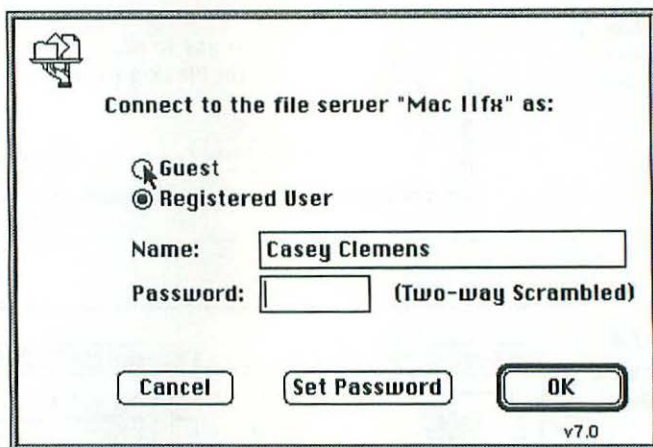 Connect to the file server "Mac IIfx" as:
Guest
Registered User
Name: Casey Clemens
Password: (Two-way Scrambled)
Cancel Set Password OK
v7.0